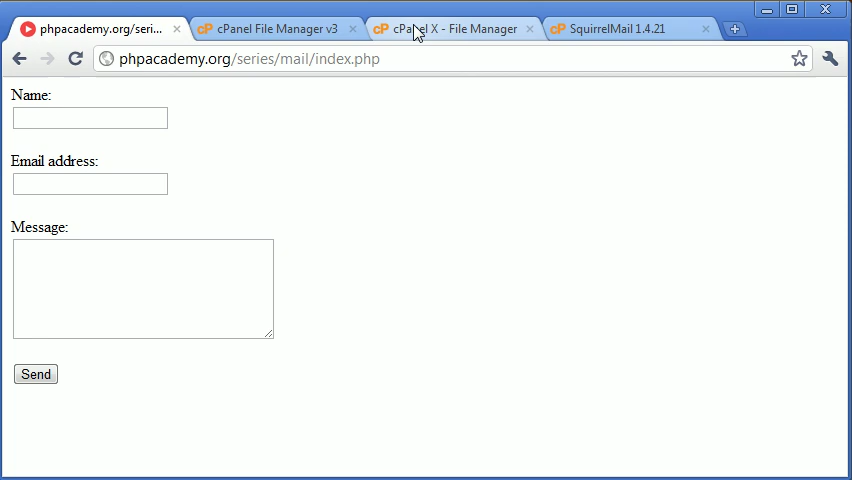 phpacademy.org/seri...
cPanel File Manager v3
cPanel X - File Manager
SquirrelMail 1.4.21
phpacademy.org/series/mail/index.php
Name:
Email address:
Message:
Send